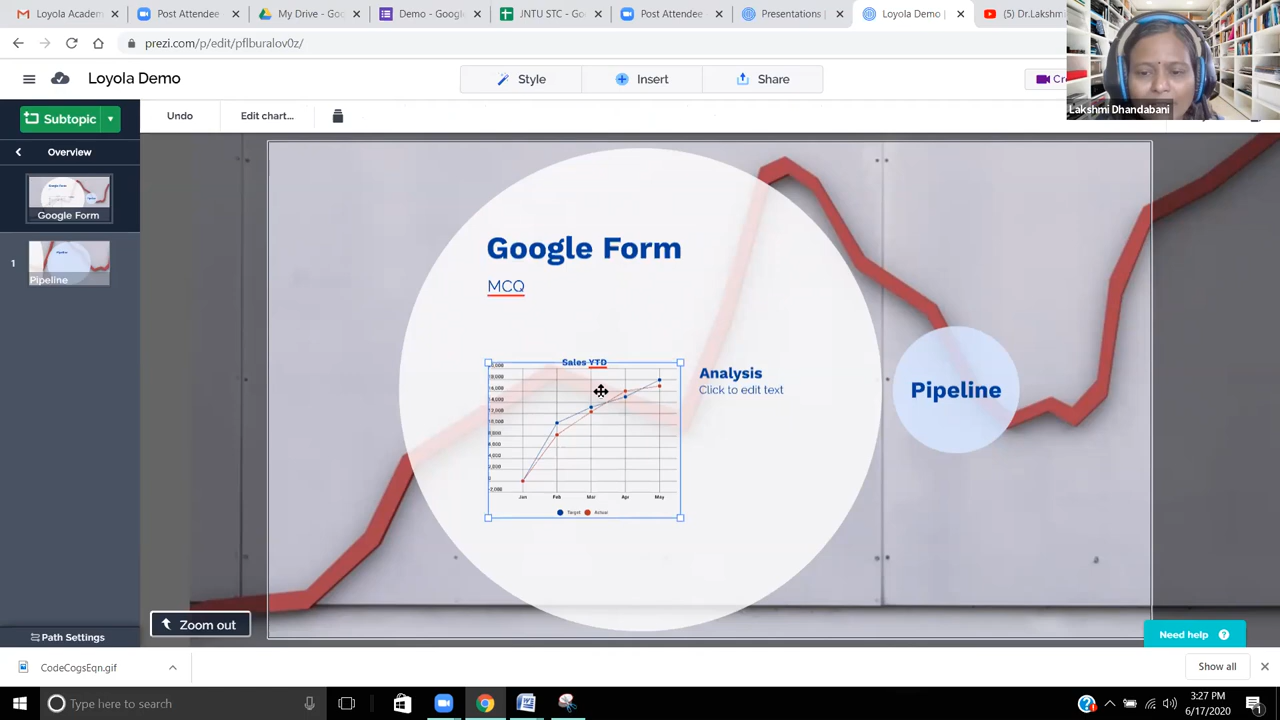 Loyola Academ
Post Attendee
My Drive - Goo
Demo - Google
JNTU STC - Go
Post Attendee
Presentations
Loyola Demo |
(5) Dr.Lakshm
prezi.com/p/edit/pflburalov0z/
Loyola Demo
Style
Insert
Share
Cr
Lakshmi Dhandabani
Subtopic
Undo
Edit chart...
Overview
Google Form
1
Pipeline
Google Form
MCQ
Sales YTD
Analysis
Click to edit text
Pipeline
Jan
Feb
Mar
Apr
May
Target
Actual
Zoom out
Path Settings
Need help
?
CodeCogsEqn.gif
Show all
Type here to search
3:27 PM
6/17/2020